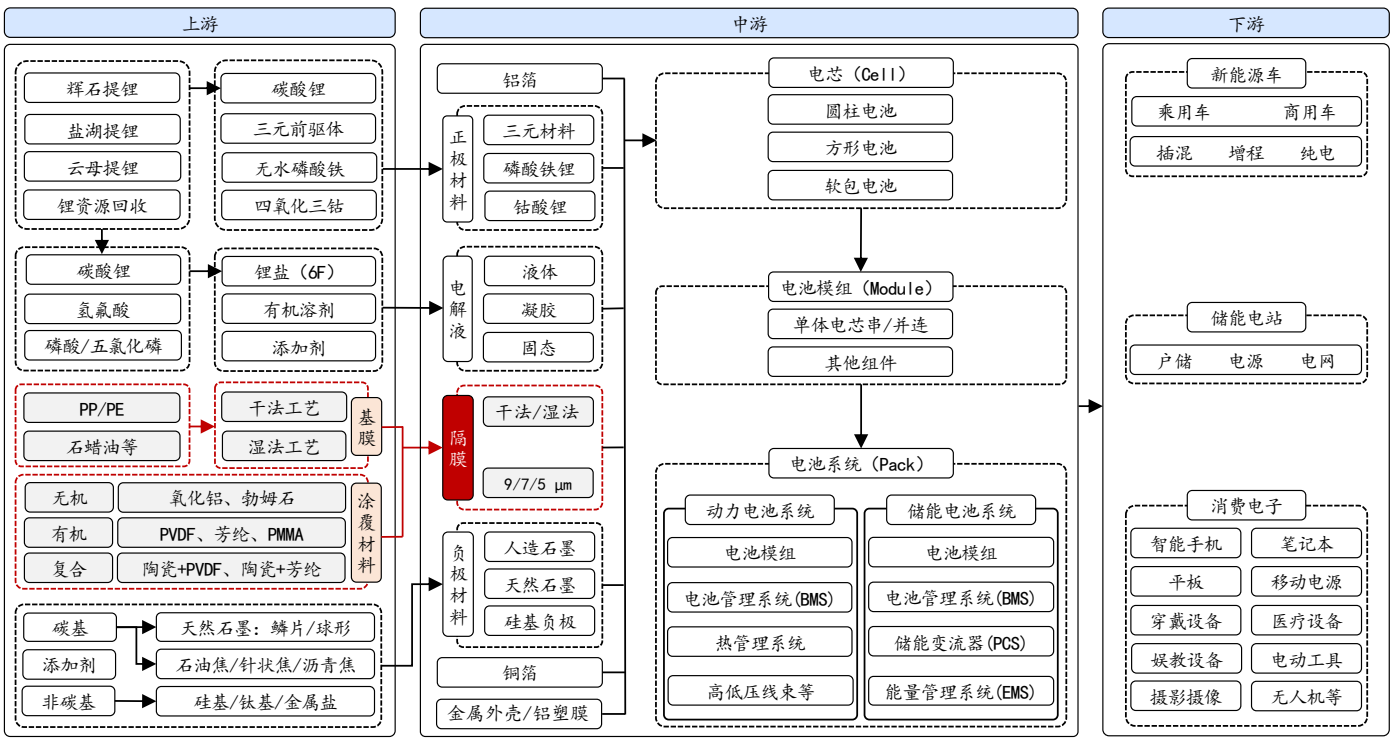 上游
辉石提锂
盐湖提锂
云母提锂
锂资源回收
碳酸锂
三元前驱体
无水磷酸铁
四氧化三钴
碳酸锂
氢氟酸
磷酸/五氯化磷
锂盐（6F）
有机溶剂
添加剂
PP/PE
石蜡油等
干法工艺
湿法工艺
基膜
无机
氧化铝、勃姆石
有机
PVDF、芳纶、PMMA
复合
陶瓷+PVDF、陶瓷+芳纶
涂覆材料
碳基
天然石墨：鳞片/球形
添加剂
石油焦/针状焦/沥青焦
非碳基
硅基/钛基/金属盐
中游
铝箔
正极材料
三元材料
磷酸铁锂
钴酸锂
电解液
液体
凝胶
固态
隔膜
干法/湿法
9/7/5 μm
负极材料
人造石墨
天然石墨
硅基负极
铜箔
金属外壳/铝塑膜
电芯（Cell）
圆柱电池
方形电池
软包电池
电池模组（Module）
单体电芯串/并连
其他组件
电池系统（Pack）
动力电池系统
电池模组
电池管理系统(BMS)
热管理系统
高低压线束等
储能电池系统
电池模组
电池管理系统(BMS)
储能变流器(PCS)
能量管理系统(EMS)
下游
新能源车
乘用车 商用车
插混 增程 纯电
储能电站
户储 电源 电网
消费电子
智能手机 笔记本
平板 移动电源
穿戴设备 医疗设备
娱教设备 电动工具
摄影摄像 无人机等